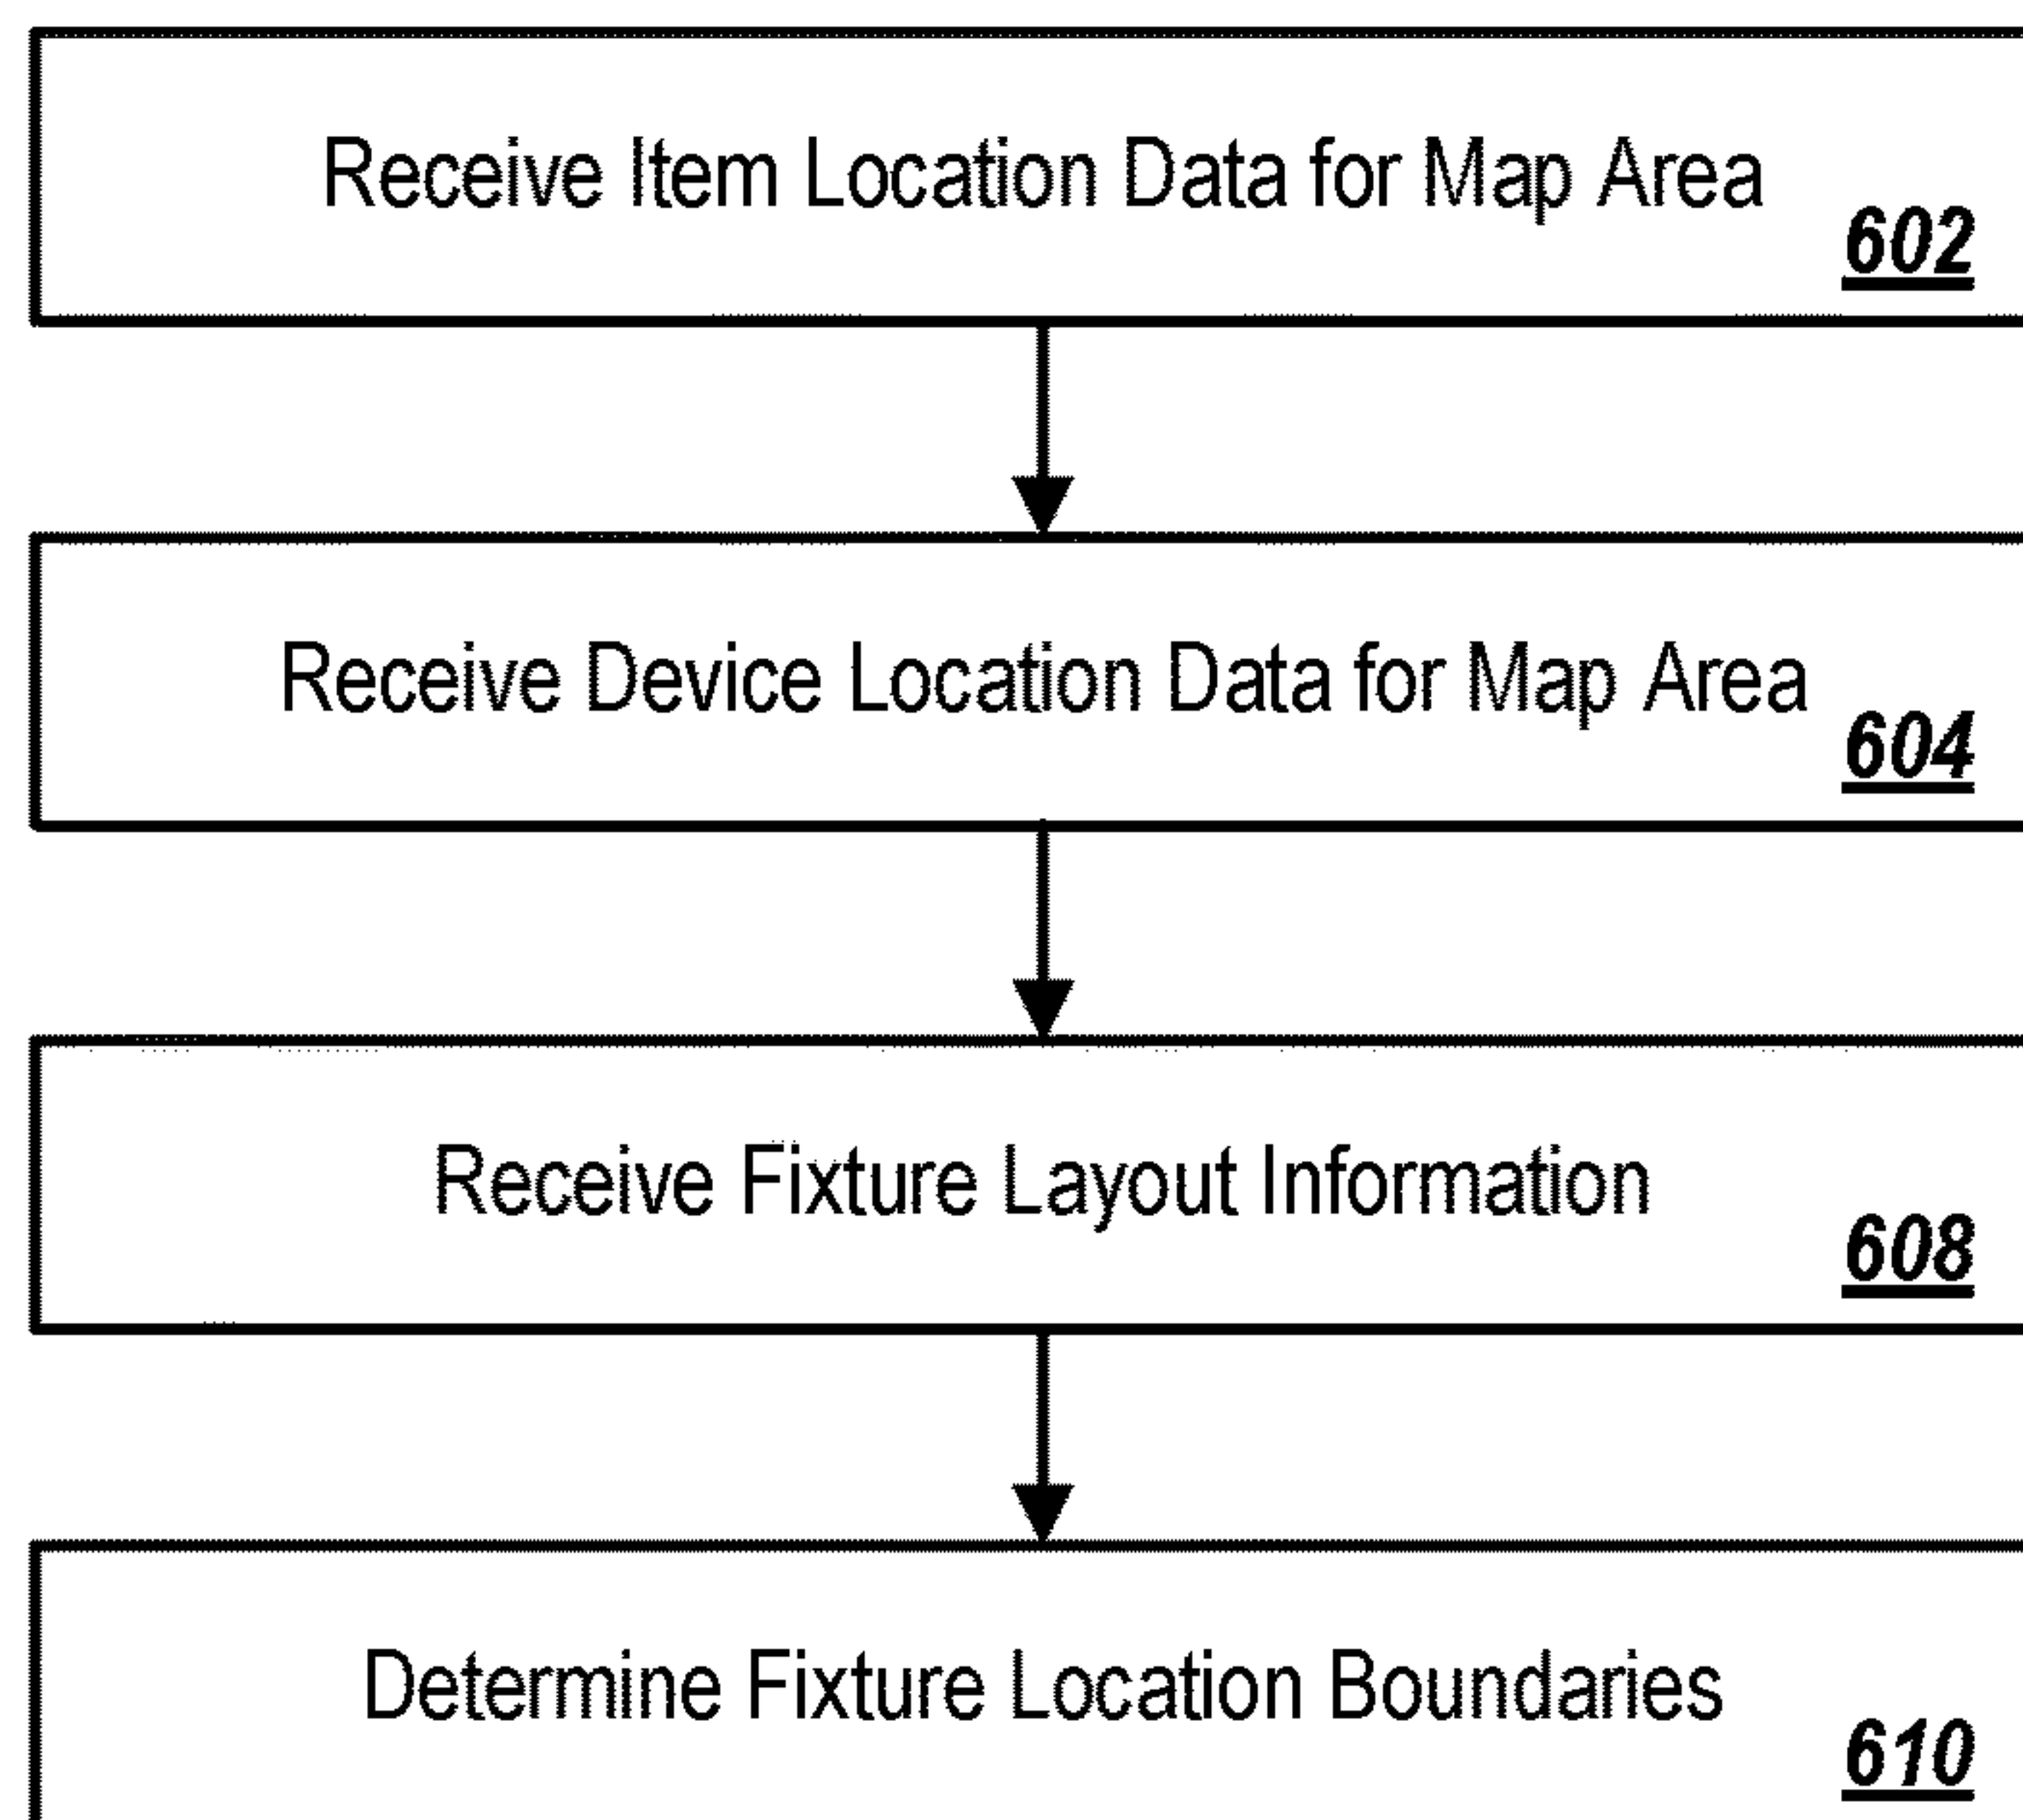 Receive Item Location Data for Map Area
602
Receive Device Location Data for Map Area
604
Receive Fixture Layout Information
608
Determine Fixture Location Boundaries
610